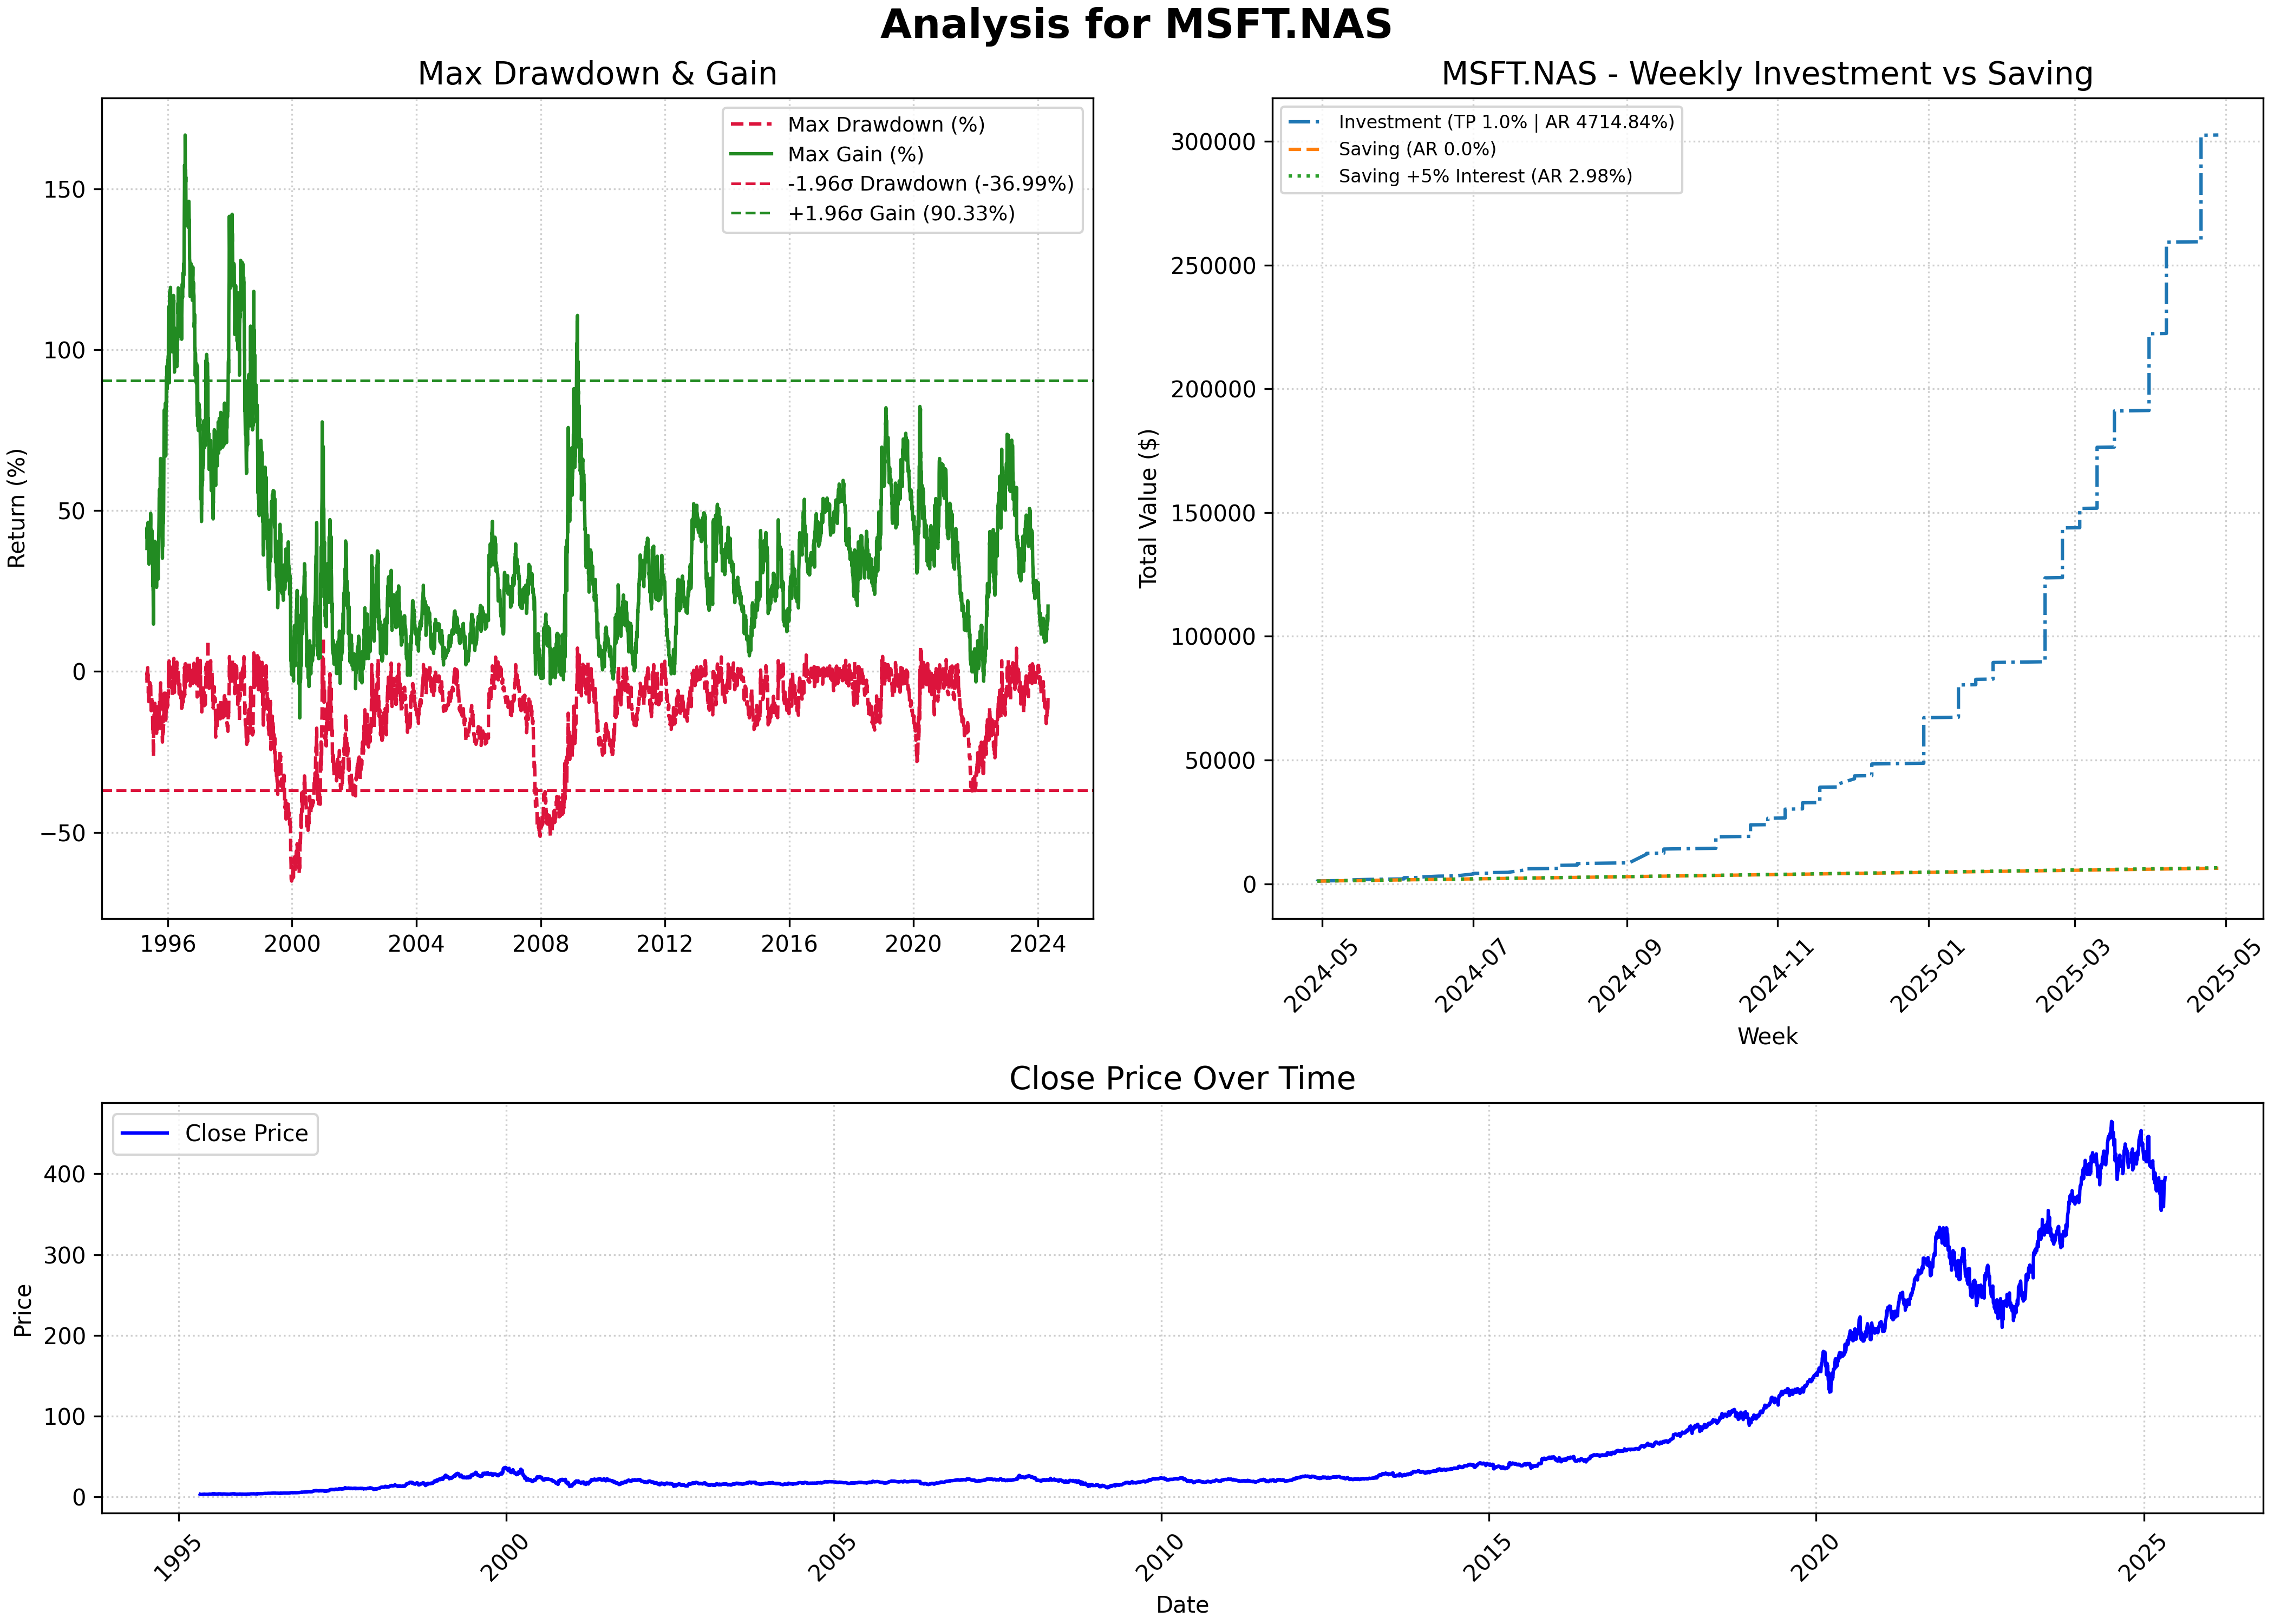 Analysis for MSFT.NAS
Max Drawdown & Gain
Return (%)
150
100
50
0
−50
1996 2000 2004 2008 2012 2016 2020 2024
Max Drawdown (%)
Max Gain (%)
-1.96σ Drawdown (-36.99%)
+1.96σ Gain (90.33%)
MSFT.NAS - Weekly Investment vs Saving
Total Value ($)
300000
250000
200000
150000
100000
50000
0
Investment (TP 1.0% | AR 4714.84%)
Saving (AR 0.0%)
Saving +5% Interest (AR 2.98%)
2024-05 2024-07 2024-09 2024-11 2025-01 2025-03 2025-05
Week
Close Price Over Time
Close Price
Price
400
300
200
100
0
1995 2000 2005 2010 2015 2020 2025
Date